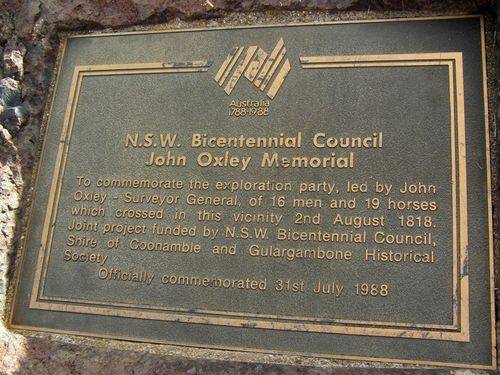 Australia
1788-1988
N.S.W. Bicentennial Council
John Oxley Memorial
To commemorate the exploration party, led by John
Oxley - Surveyor General, of 16 men and 19 horses
which crossed in this vicinity 2nd August 1818.
Joint project funded by N.S.W. Bicentennial Council,
Shire of Coonamble and Gulargambone Historical
Society
Officially commemorated 31st July 1988